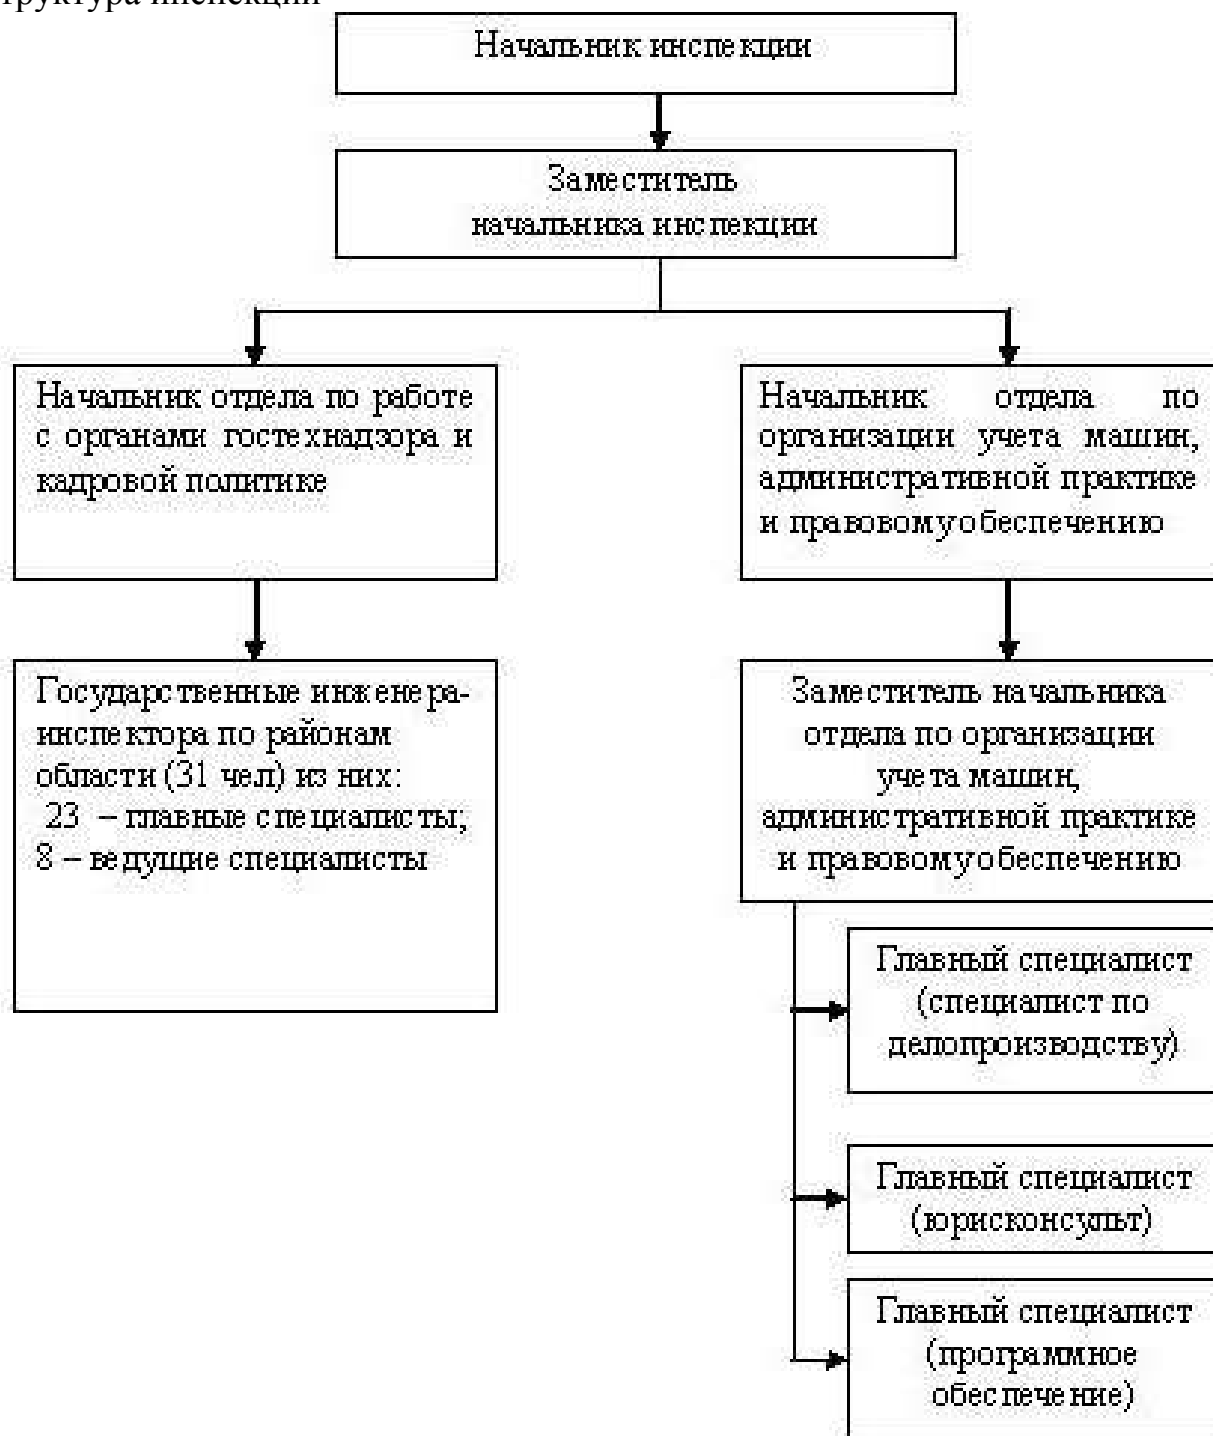 труктура инспекции
Начальник инспекции
Заместитель
начальника инспекции
Начальник отдела по работе
с органами гостехнадзора и
кадровой политике
Начальник отдела по
организации учета машин,
административной практике
и правовому обеспечению
Государственные инженера-
инспектора по районам
области (31 чел) из них:
23 – главные специалисты;
8 – ведущие специалисты
Заместитель начальника
отдела по организации
учета машин,
административной практике
и правовому обеспечению
Главный специалист
(специалист по
делопроизводству)
Главный специалист
(юрисконсульт)
Главный специалист
(программное
обеспечение)